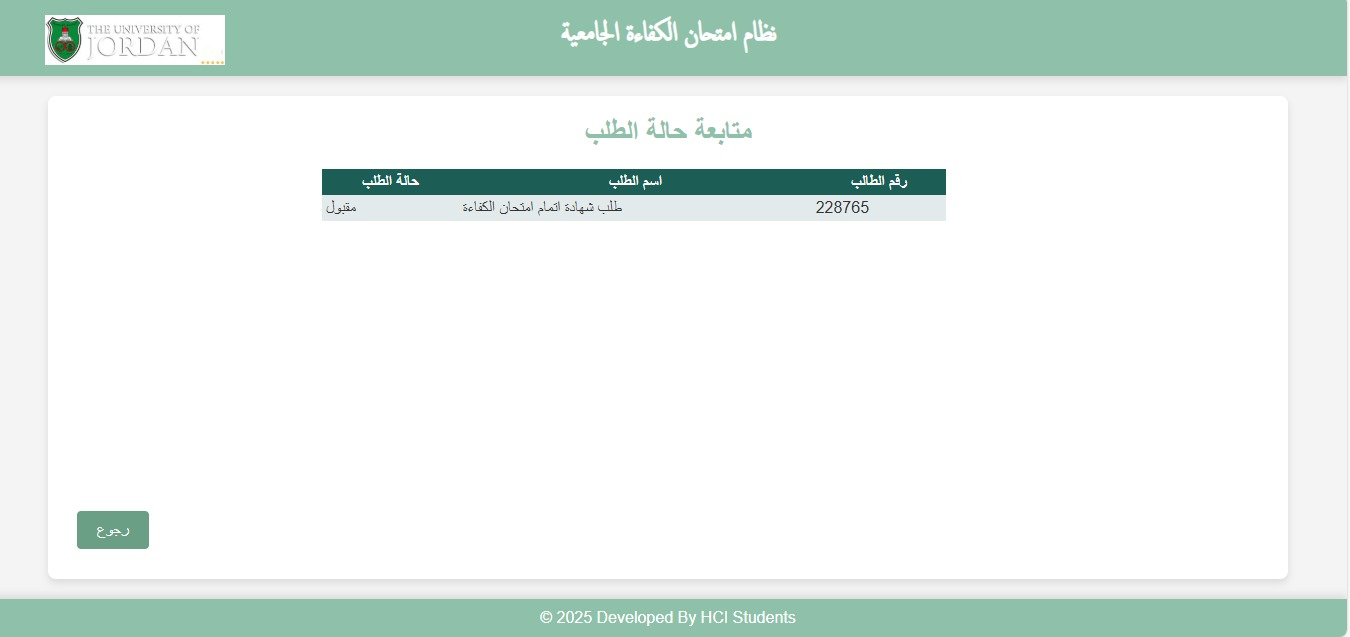 THE UNIVERSITY OF
JORDAN
نظام امتحان الكفاءة الجامعية
متابعة حالة الطلب
رقم الطالب اسم الطلب حالة الطلب
228765 طلب شهادة اتمام امتحان الكفاءة مقبول
رجوع
© 2025 Developed By HCI Students